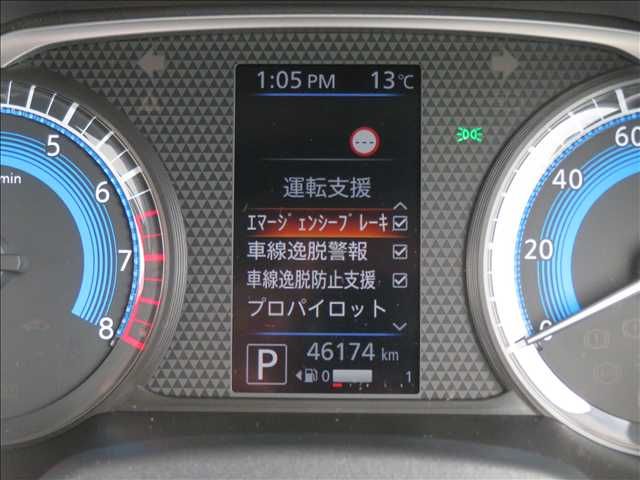 1:05 PM 13℃
---
運転支援
エマージェンシーブレーキ
車線逸脱警報
車線逸脱防止支援
プロパイロット
P 46174 km
0 1
/min
5
6
7
8
60
40
20
0